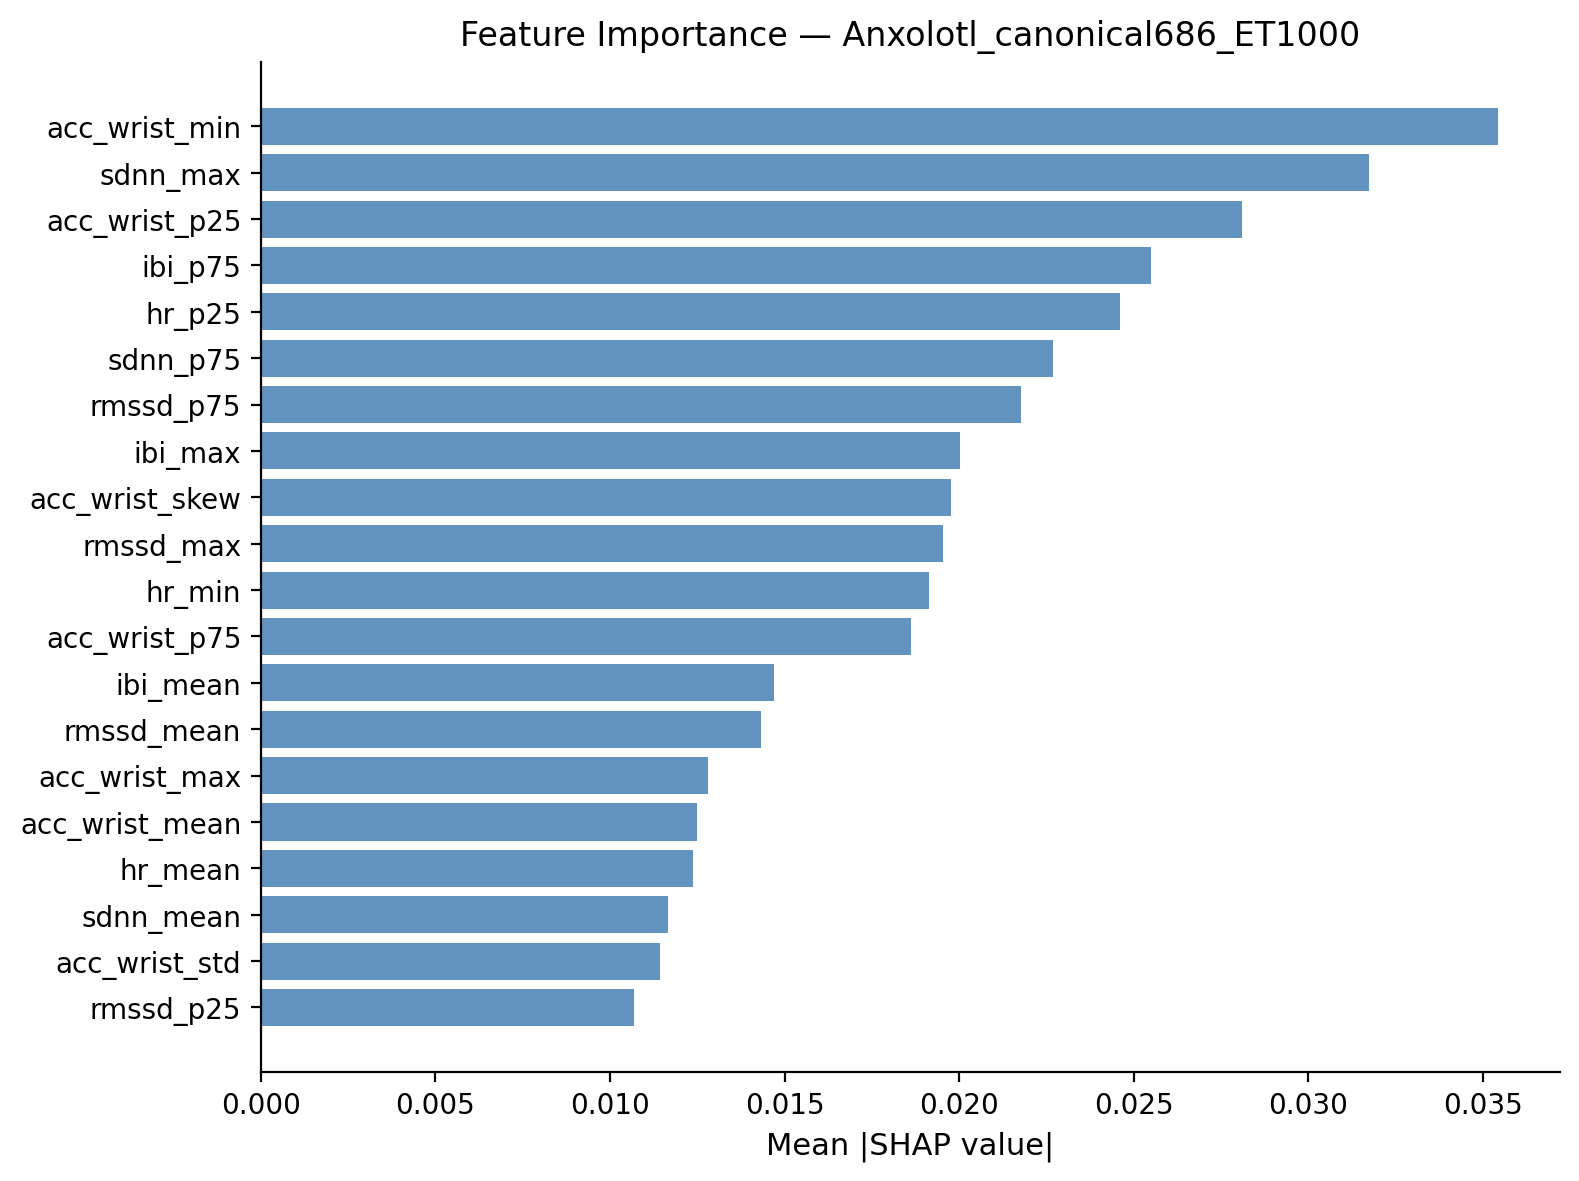 Feature Importance — Anxolotl_canonical686_ET1000
acc_wrist_min
sdnn_max
acc_wrist_p25
ibi_p75
hr_p25
sdnn_p75
rmssd_p75
ibi_max
acc_wrist_skew
rmssd_max
hr_min
acc_wrist_p75
ibi_mean
rmssd_mean
acc_wrist_max
acc_wrist_mean
hr_mean
sdnn_mean
acc_wrist_std
rmssd_p25
0.000 0.005 0.010 0.015 0.020 0.025 0.030 0.035
Mean |SHAP value|